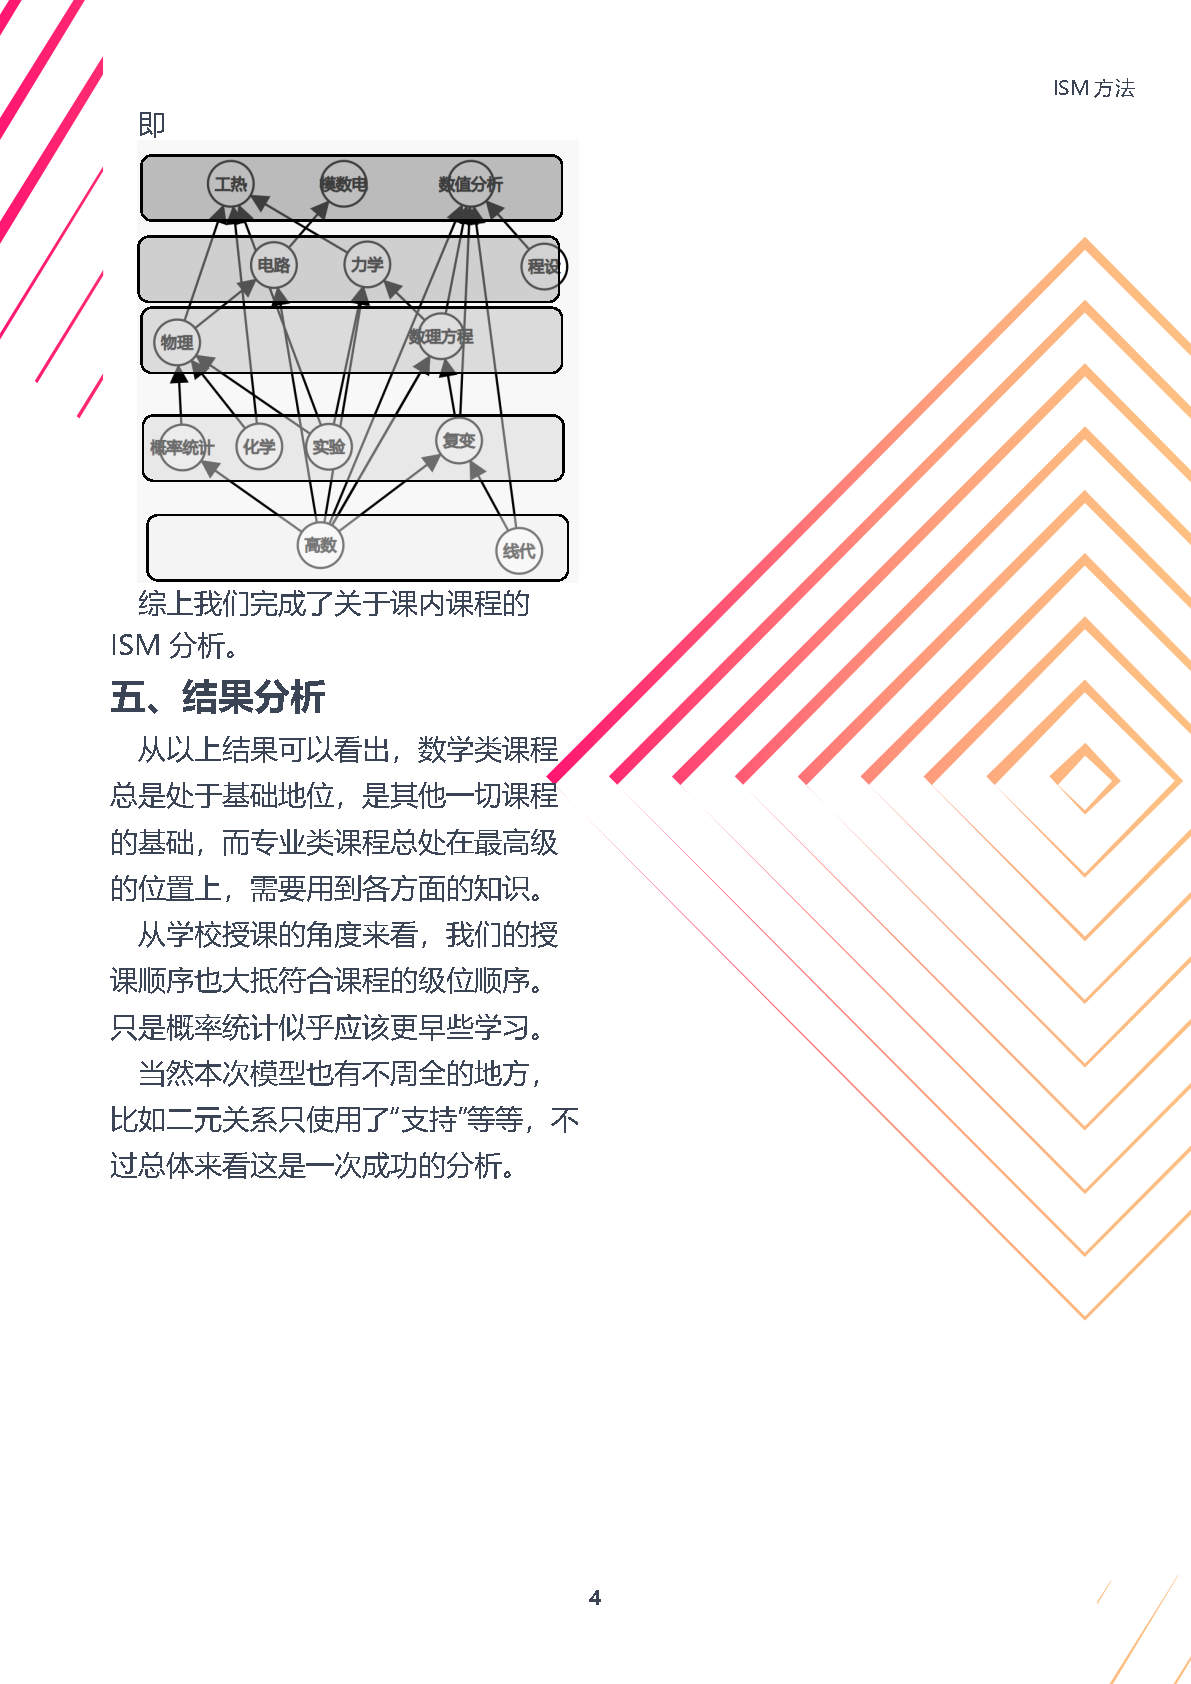 ISM 方法
即
工热 模数电 数值分析
电路 力学 程设
物理 数理方程
概率统计 化学 实验 复变
高数 线代
综上我们完成了关于课内课程的
ISM 分析。
五、结果分析
从以上结果可以看出，数学类课程
总是处于基础地位，是其他一切课程
的基础，而专业类课程总处在最高级
的位置上，需要用到各方面的知识。
从学校授课的角度来看，我们的授
课顺序也大抵符合课程的级位顺序。
只是概率统计似乎应该更早些学习。
当然本次模型也有不周全的地方，
比如二元关系只使用了“支持”等等，不
过总体来看这是一次成功的分析。
4